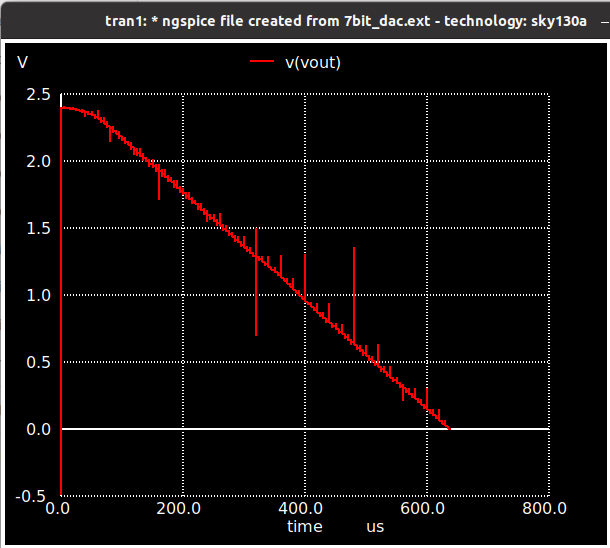 tran1: * ngspice file created from 7bit_dac.ext - technology: sky130a
V
v(vout)
2.5
2.0
1.5
1.0
0.5
0.0
-0.5
0.0 200.0 400.0 600.0 800.0
time us